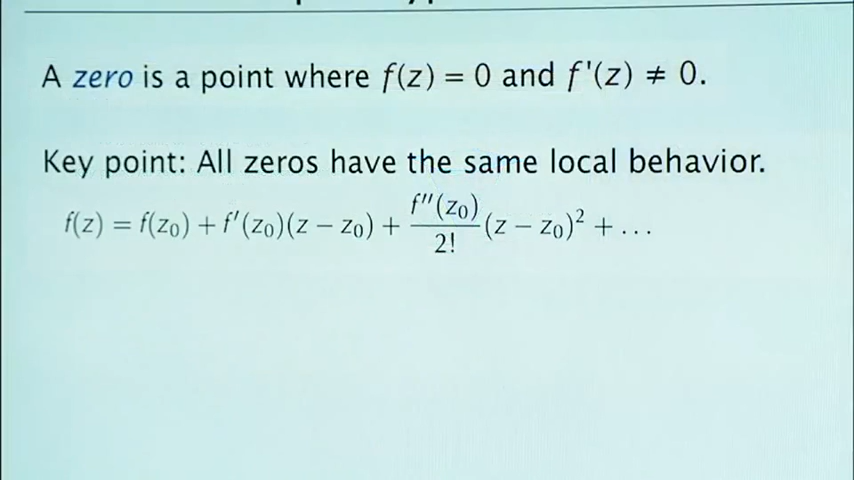 A zero is a point where f(z) = 0 and f'(z) ≠ 0.
Key point: All zeros have the same local behavior.
f(z) = f(z₀) + f′(z₀)(z − z₀) + f″(z₀)/2! (z − z₀)² + …